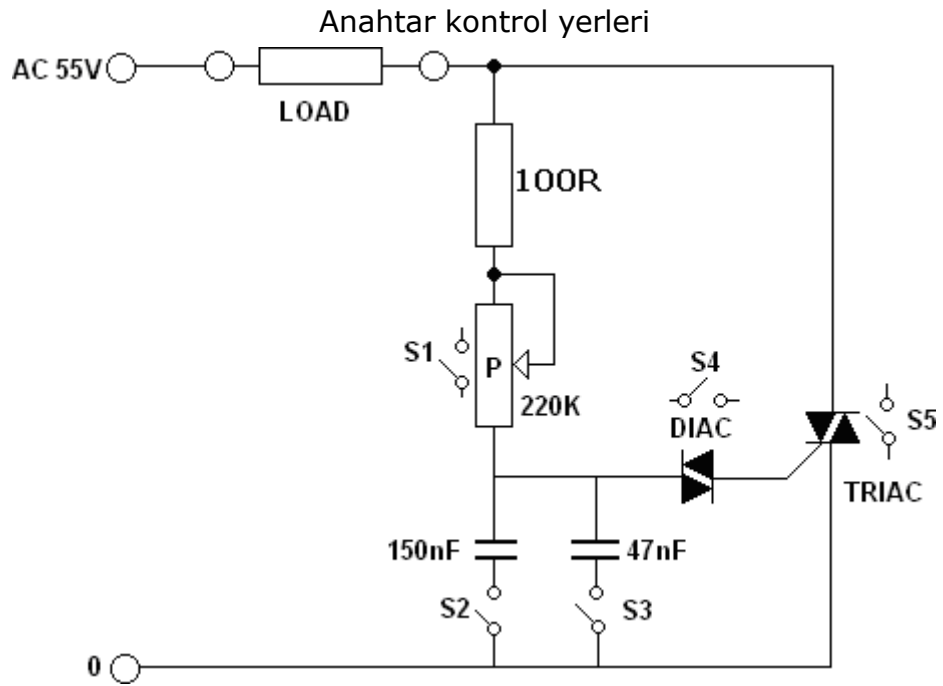 Anahtar kontrol yerleri
AC 55V
LOAD
100R
S1
P
220K
S4
DIAC
S5
TRIAC
150nF
47nF
S2
S3
0